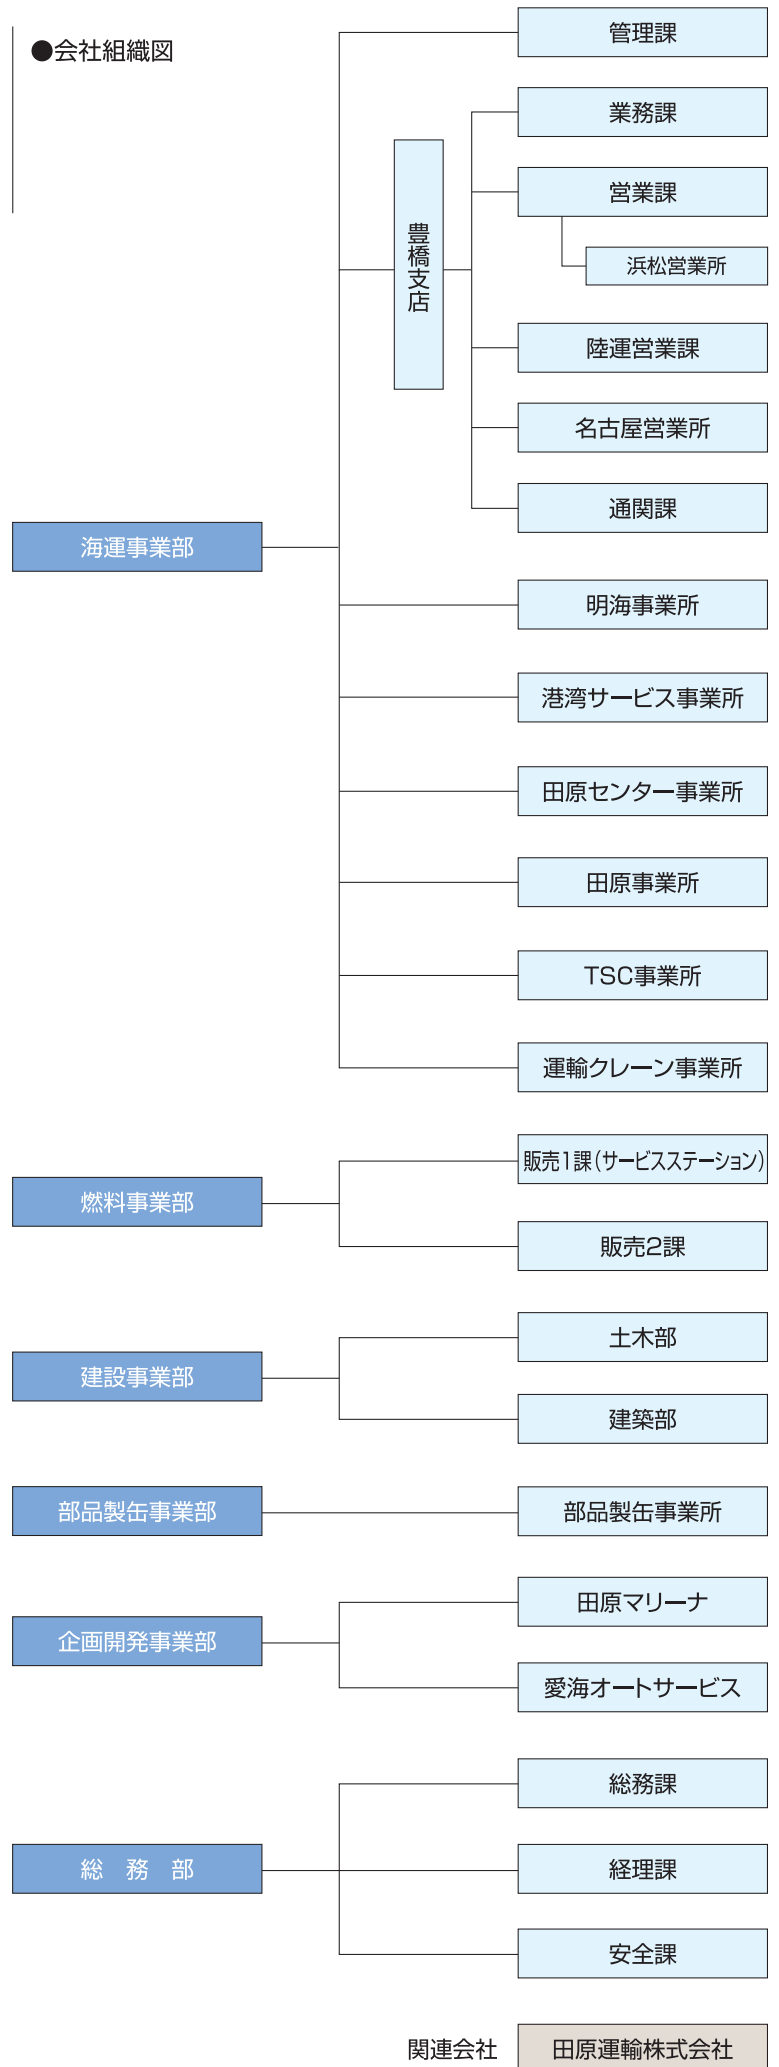 ●会社組織図
管理課
業務課
営業課
豊橋支店
浜松営業所
陸運営業課
名古屋営業所
通関課
海運事業部
明海事業所
港湾サービス事業所
田原センター事業所
田原事業所
TSC事業所
運輸クレーン事業所
販売1課(サービスステーション)
燃料事業部
販売2課
土木部
建設事業部
建築部
部品製缶事業部
部品製缶事業所
田原マリーナ
企画開発事業部
愛海オートサービス
総務課
総　務　部
経理課
安全課
関連会社
田原運輸株式会社